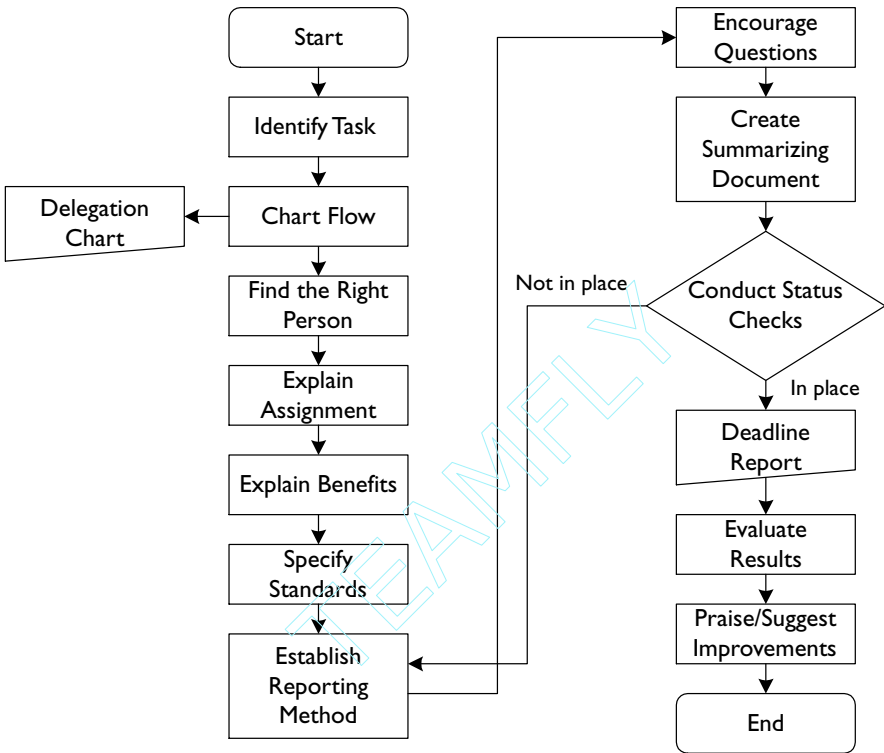 Start
Identify Task
Delegation
Chart
Chart Flow
Find the Right
Person
Explain
Assignment
Explain Benefits
Specify
Standards
Establish
Reporting
Method
Encourage
Questions
Create
Summarizing
Document
Not in place
Conduct Status
Checks
In place
Deadline
Report
Evaluate
Results
Praise/Suggest
Improvements
End
TEAMFLY